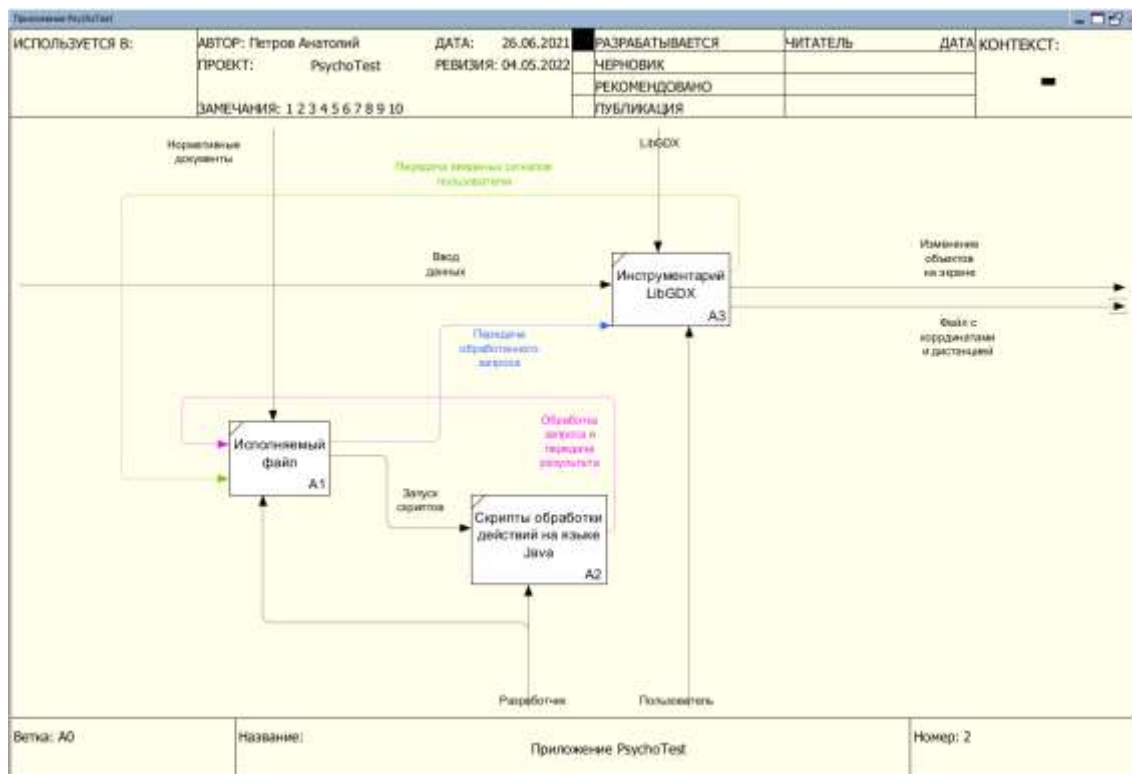 Приложение PsychoTest
ИСПОЛЬЗУЕТСЯ В:
АВТОР: Петров Анатолий
ДАТА: 26.06.2021
РАЗРАБАТЫВАЕТСЯ
ЧИТАТЕЛЬ
ДАТА
КОНТЕКСТ:
ПРОЕКТ: PsychoTest
РЕВИЗИЯ: 04.05.2022
ЧЕРНОВИК
РЕКОМЕНДОВАНО
ЗАМЕЧАНИЯ: 1 2 3 4 5 6 7 8 9 10
ПУБЛИКАЦИЯ
Нормативные
документы
LibGDX
Передача введеных сигналов
пользователем
Ввод
данных
Инструментарий
LibGDX
A3
Изменение
объектов
на экране
Файл с
координатами
и дистанцией
Передача
обработанного
запроса
Обработка
запроса и
передача
результата
Исполняемый
файл
A1
Запуск
скриптов
Скрипты обработки
действий на языке
Java
A2
Разработчик
Пользователь
Ветка: A0
Название:
Приложение PsychoTest
Номер: 2